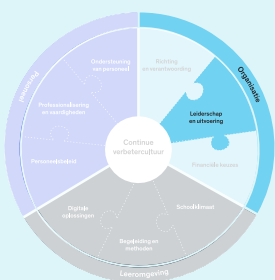 Ondersteuning
van personeel
Richting
en verantwoording
Organisatie
Personeel
Professionalisering
en vaardigheden
Leiderschap
en uitvoering
Continue
verbetercultuur
Personeelsbeleid
Financiële keuzes
Digitale
oplossingen
Schoolklimaat
Begeleiding en
methoden
Leeromgeving